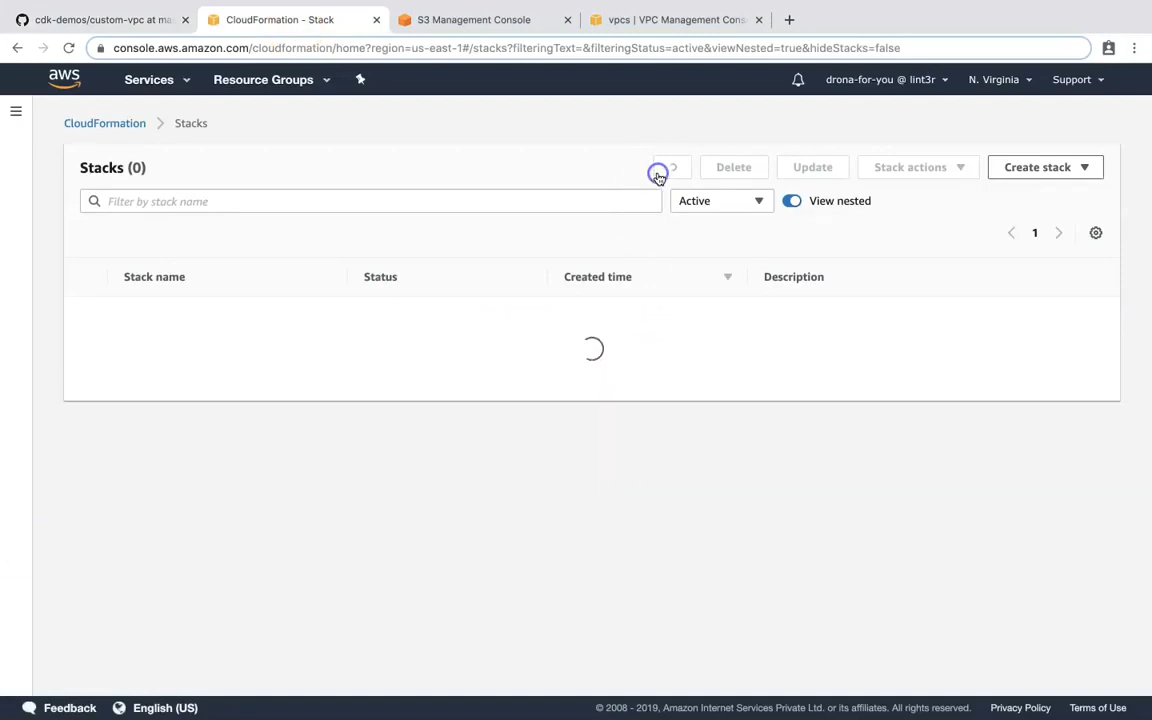 cdk-demos/custom-vpc at ma
CloudFormation - Stack
S3 Management Console
vpcs | VPC Management Cons
console.aws.amazon.com/cloudformation/home?region=us-east-1#/stacks?filteringText=&filteringStatus=active&viewNested=true&hideStacks=false
aws
Services
Resource Groups
drona-for-you @ lint3r
N. Virginia
Support
CloudFormation
Stacks
Stacks (0)
Delete
Update
Stack actions
Create stack
Filter by stack name
Active
View nested
1
Stack name
Status
Created time
Description
Feedback
English (US)
© 2008 - 2019, Amazon Internet Services Private Ltd. or its affiliates. All rights reserved.
Privacy Policy
Terms of Use